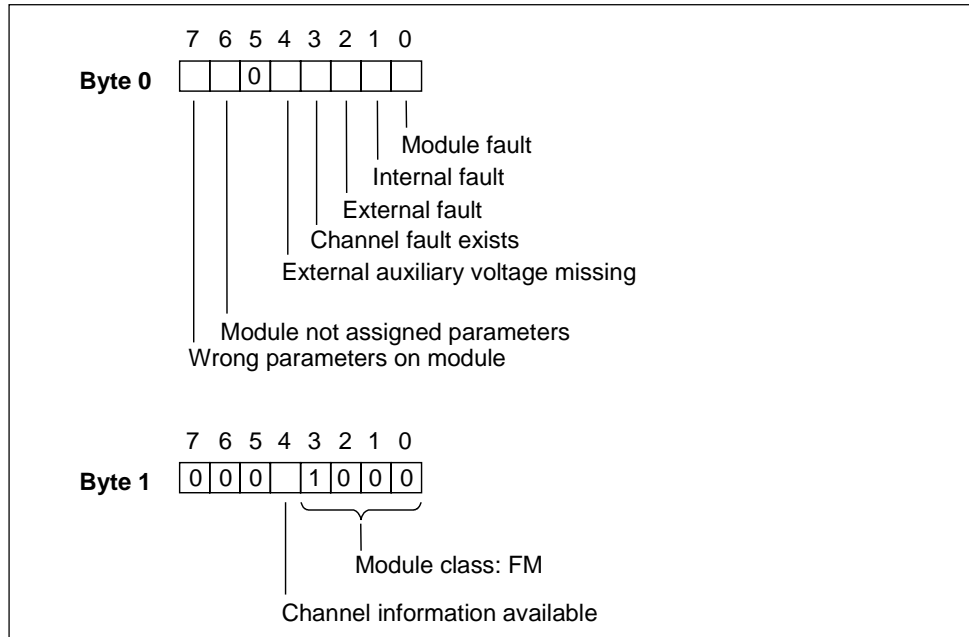 7 6 5 4 3 2 1 0
Byte 0 0
Module fault
Internal fault
External fault
Channel fault exists
External auxiliary voltage missing
Module not assigned parameters
Wrong parameters on module
7 6 5 4 3 2 1 0
Byte 1 0 0 0 1 0 0 0
Module class: FM
Channel information available